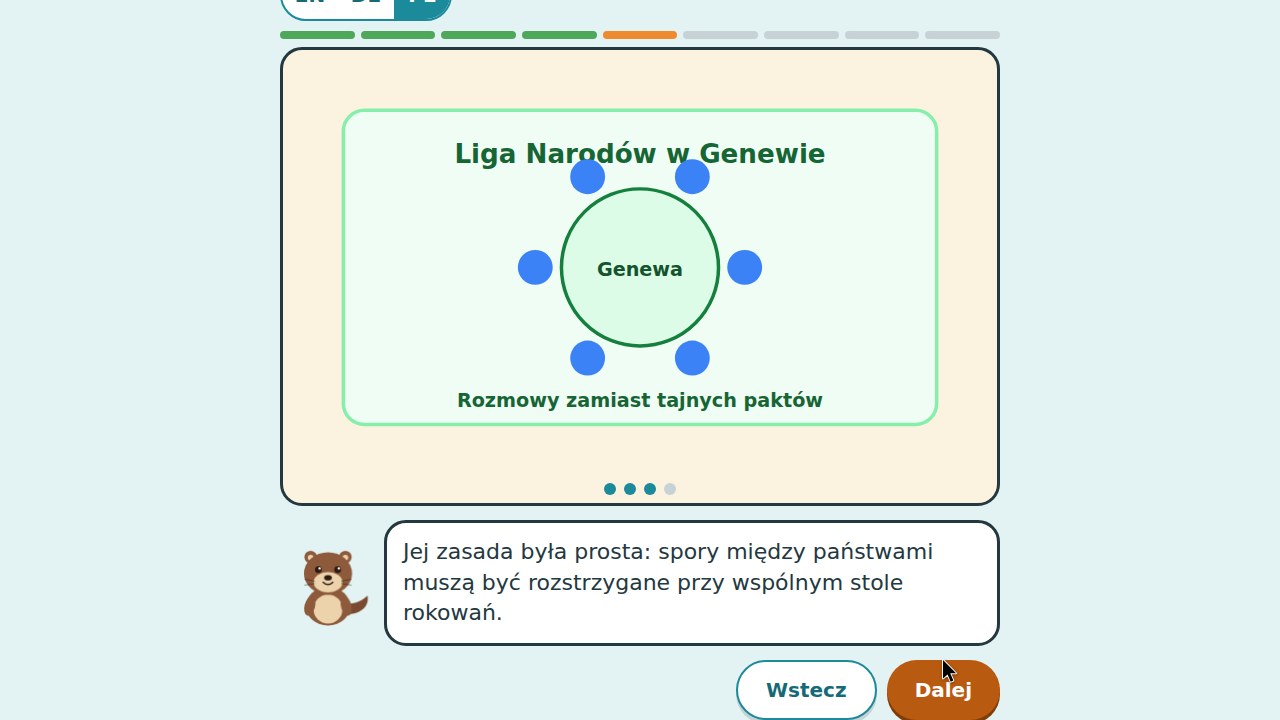 Liga Narodów w Genewie
Genewa
Rozmowy zamiast tajnych paktów
Jej zasada była prosta: spory między państwami
muszą być rozstrzygane przy wspólnym stole
rokowań.
Wstecz
Dalej